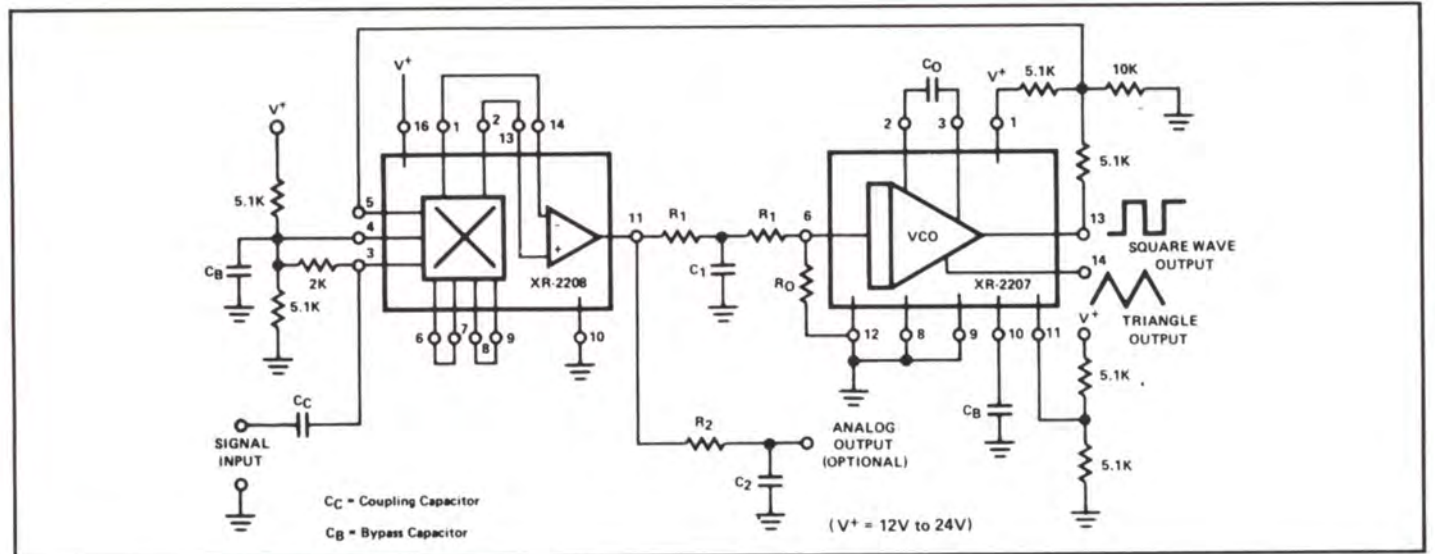 V+
V+
16
1
2
13
14
CO
2
3
V+
1
5.1K
10K
5.1K
V+
5.1K
5
4
3
CB
2K
5.1K
-
+
XR-2208
6
7
8
9
10
11
R1
R1
C1
6
RO
VCO
XR-2207
13
SQUARE WAVE
OUTPUT
14
TRIANGLE
OUTPUT
12
8
9
10
11
V+
5.1K
5.1K
CB
CC
SIGNAL
INPUT
R2
C2
ANALOG
OUTPUT
(OPTIONAL)
CC = Coupling Capacitor
CB = Bypass Capacitor
(V+ = 12V to 24V)